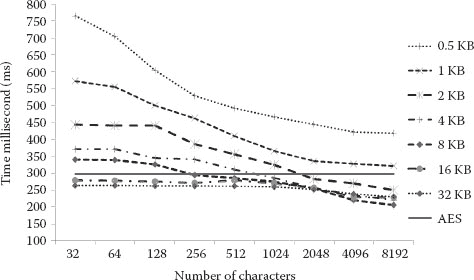 Time millisecond (ms)
800
750
700
650
600
550
500
450
400
350
300
250
200
150
100
32 64 128 256 512 1024 2048 4096 8192
Number of characters
0.5 KB
1 KB
2 KB
4 KB
8 KB
16 KB
32 KB
AES